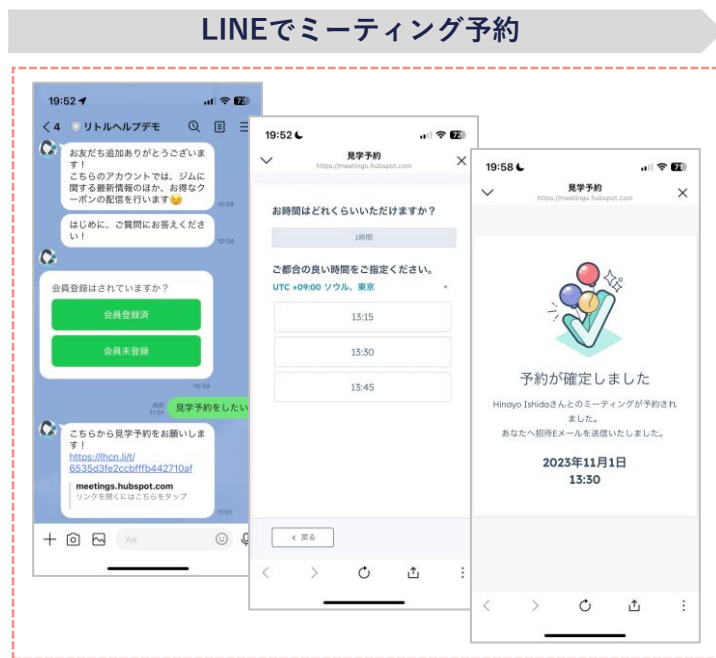 LINEでミーティング予約
19:52
72
4 リトルヘルプデモ
お友だち追加ありがとうございま
す！
こちらのアカウントでは、ジムに
関する最新情報のほか、お得なク
ーポンの配信を行います😉
10:58
はじめに、ご質問にお答えくださ
い！
10:58
会員登録はされていますか？
会員登録済
会員未登録
10:58
既読
11:01
見学予約をしたい
こちらから見学予約をお願いしま
す！
https://lhcn.li/t/
6535d3fe2ccbfffb442710af
meetings.hubspot.com
リンクを開くにはこちらをタップ
11:01
Aa
19:52
72
見学予約
https://meetings.hubspot.com
お時間はどれくらいいただけますか？
1時間
ご都合の良い時間をご指定ください。
UTC +09:00 ソウル、東京
13:15
13:30
13:45
< 戻る
19:58
71
見学予約
https://meetings.hubspot.com
予約が確定しました
Hinayo Ishidaさんとのミーティングが予約され
ました。
あなたへ招待Eメールを送信いたしました。
2023年11月1日
13:30